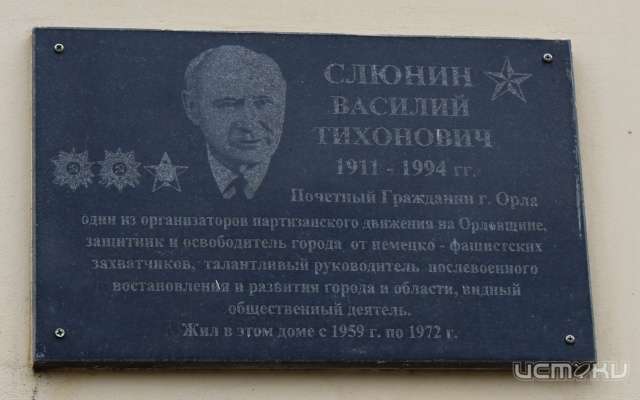 СЛЮНИН
ВАСИЛИЙ
ТИХОНОВИЧ
1911 - 1994 гг.
Почетный Гражданин г. Орла
один из организаторов партизанского движения на Орловщине,
защитник и освободитель города от немецко - фашистских
захватчиков, талантливый руководитель послевоенного
востановления и развития города и области, видный
общественный деятель.
Жил в этом доме с 1959 г. по 1972 г.
истоки